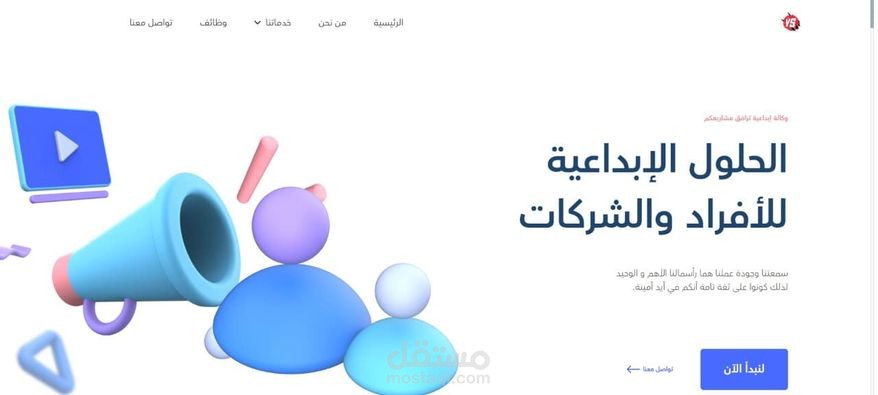 VS
الرئيسية
من نحن
خدماتنا
وظائف
تواصل معنا
وكالة إبداعية ترافق مشاريعكم
الحلول الإبداعية
للأفراد والشركات
سمعتنا وجودة عملنا هما رأسمالنا الأهم و الوحيد
لذلك كونوا على ثقة تامة أنكم في أيد أمينة.
لنبدأ الآن
تواصل معنا
مستقل
mostaql.com